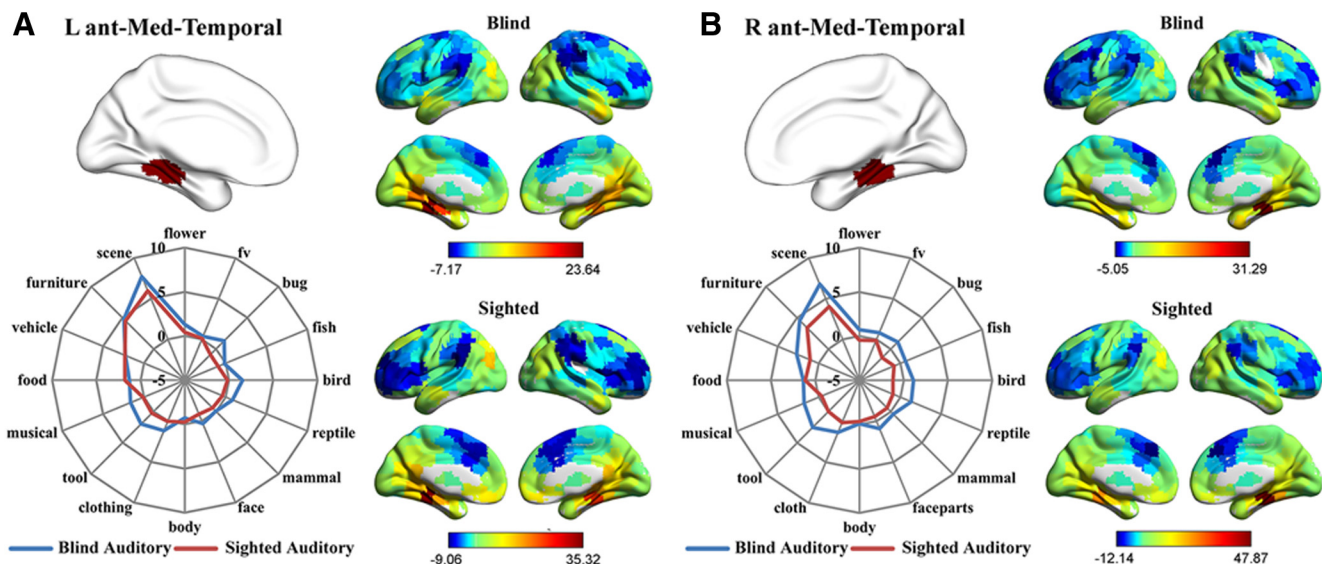 A
L ant-Med-Temporal
Blind
-7.17
23.64
flower
10
scene
fv
furniture
5
bug
vehicle
0
fish
food
-5
bird
musical
reptile
tool
mammal
clothing
face
body
Blind Auditory
Sighted Auditory
Sighted
-9.06
35.32
B
R ant-Med-Temporal
Blind
-5.05
31.29
flower
10
scene
fv
furniture
5
bug
vehicle
0
fish
food
-5
bird
musical
reptile
tool
mammal
cloth
faceparts
body
Blind Auditory
Sighted Auditory
Sighted
-12.14
47.87